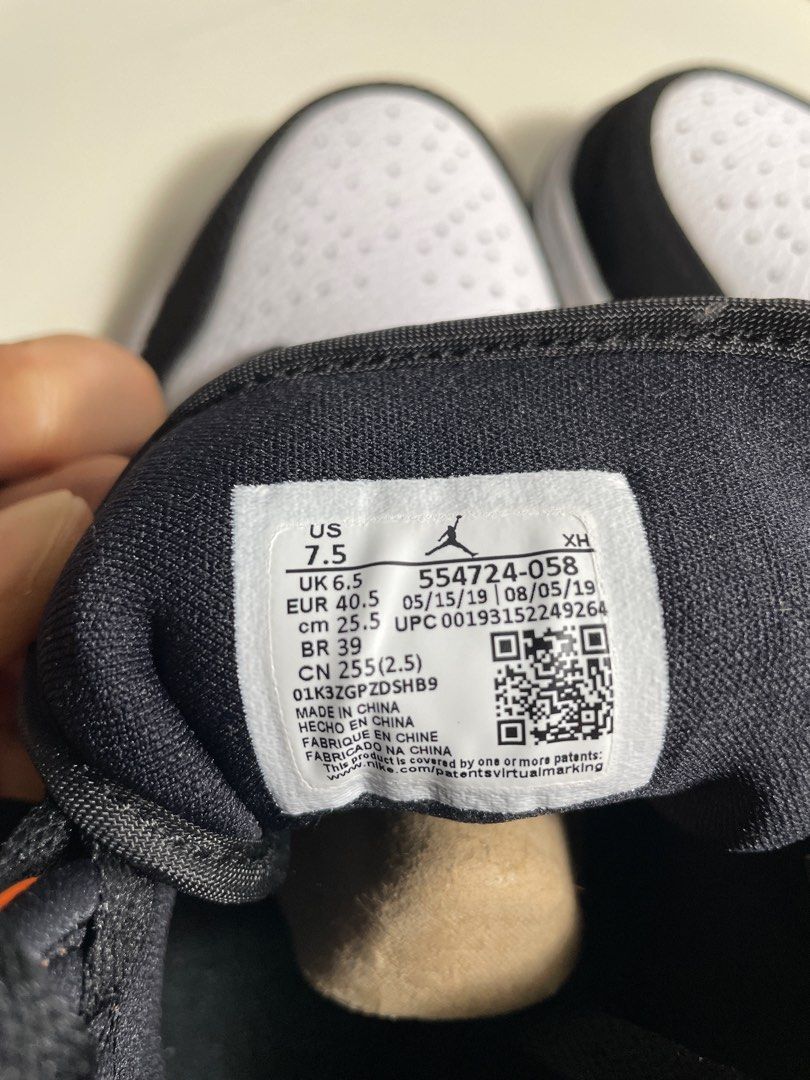 US
7.5 XH
UK 6.5 554724-058
EUR 40.5 05/15/19 | 08/05/19
cm 25.5 UPC 00193152249264
BR 39
CN 255(2.5)
01K3ZGPZDSHB9
MADE IN CHINA
HECHO EN CHINA
FABRIQUE EN CHINE
FABRICADO NA CHINA
This product is covered by one or more patents:
www.nike.com/patentsvirtualmarking